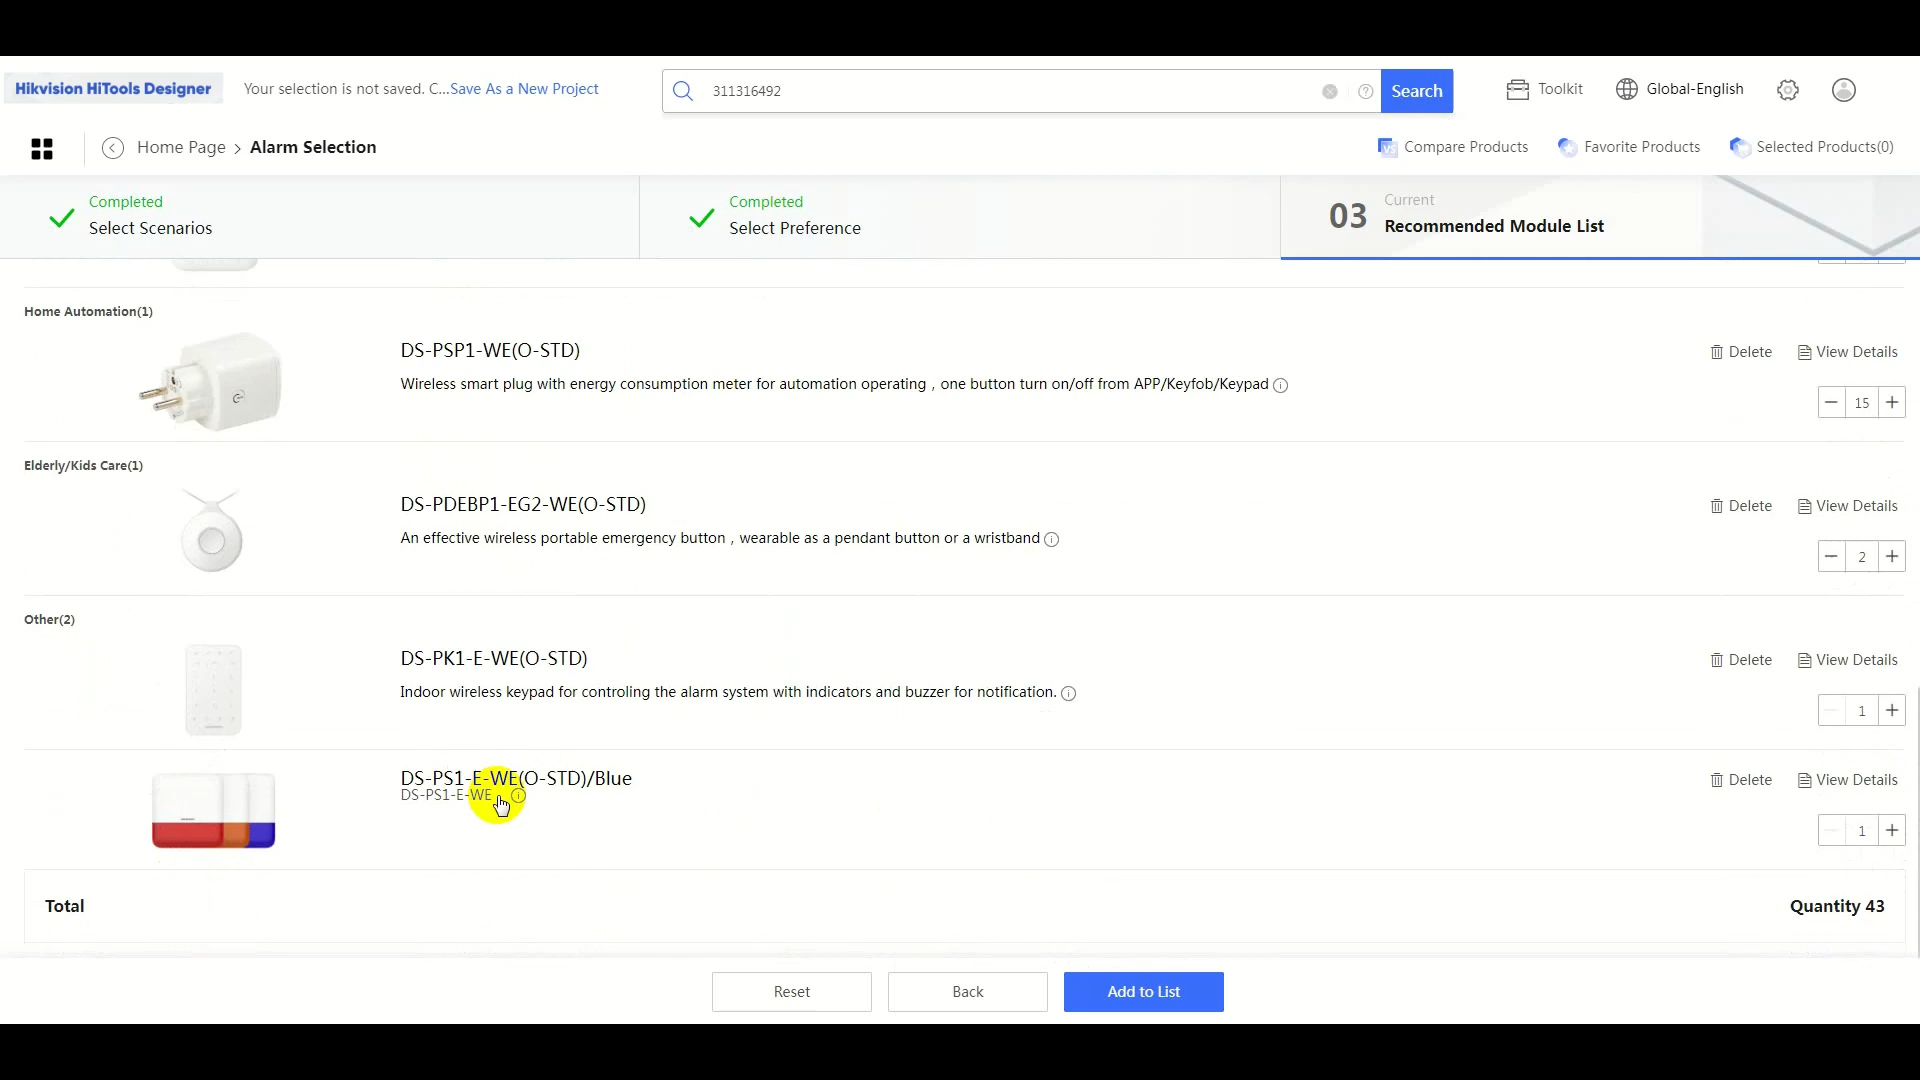 Hikvision HiTools Designer
Your selection is not saved. C...Save As a New Project
311316492
Search
Toolkit
Global-English
Home Page > Alarm Selection
VS Compare Products
Favorite Products
Selected Products(0)
Completed
Select Scenarios
Completed
Select Preference
03
Current
Recommended Module List
Home Automation(1)
DS-PSP1-WE(O-STD)
Wireless smart plug with energy consumption meter for automation operating , one button turn on/off from APP/Keyfob/Keypad
Delete
View Details
15
Elderly/Kids Care(1)
DS-PDEBP1-EG2-WE(O-STD)
An effective wireless portable emergency button , wearable as a pendant button or a wristband
Delete
View Details
2
Other(2)
DS-PK1-E-WE(O-STD)
Indoor wireless keypad for controling the alarm system with indicators and buzzer for notification.
Delete
View Details
1
DS-PS1-E-WE(O-STD)/Blue
DS-PS1-E-WE
Delete
View Details
1
Total
Quantity 43
Reset
Back
Add to List